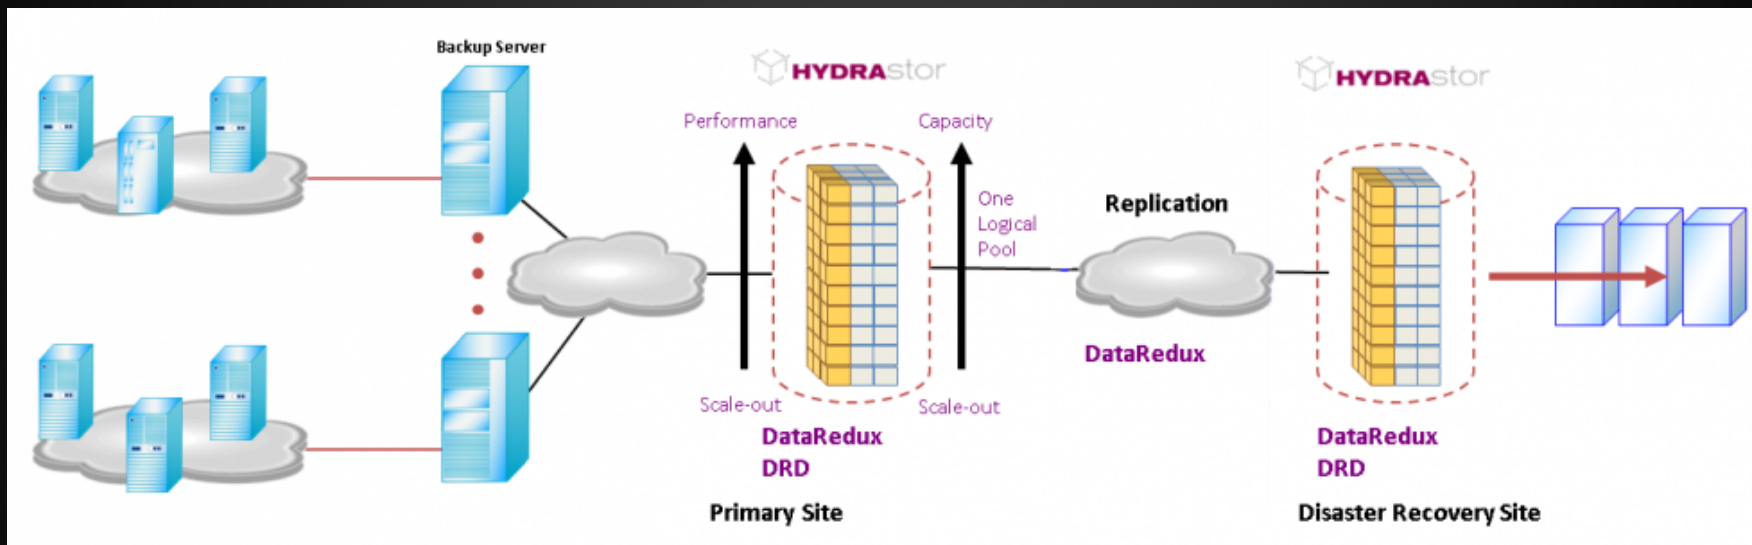 Backup Server
HYDRAstor
HYDRAstor
Performance
Capacity
One
Logical
Pool
Replication
DataRedux
Scale-out
Scale-out
DataRedux
DRD
DataRedux
DRD
Primary Site
Disaster Recovery Site